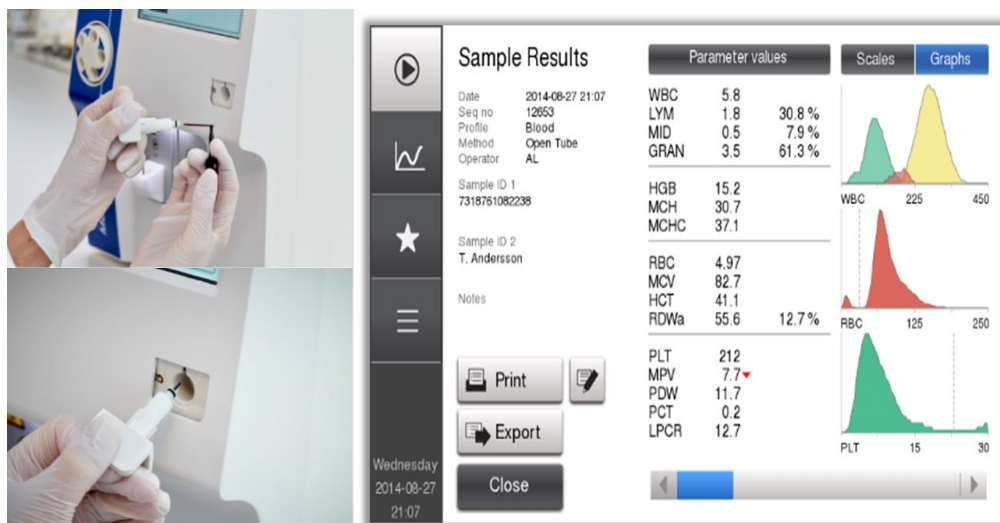 Sample Results
Date 2014-08-27 21:07
Seq no 12653
Profile Blood
Method Open Tube
Operator AL
Sample ID 1
7318761082238
Sample ID 2
T. Andersson
Notes
Print
Export
Close
Wednesday
2014-08-27
21:07
Parameter values
WBC 5.8
LYM 1.8 30.8 %
MID 0.5 7.9 %
GRAN 3.5 61.3 %
HGB 15.2
MCH 30.7
MCHC 37.1
RBC 4.97
MCV 82.7
HCT 41.1
RDWa 55.6 12.7 %
PLT 212
MPV 7.7
PDW 11.7
PCT 0.2
LPCR 12.7
Scales Graphs
WBC 225 450
RBC 125 250
PLT 15 30